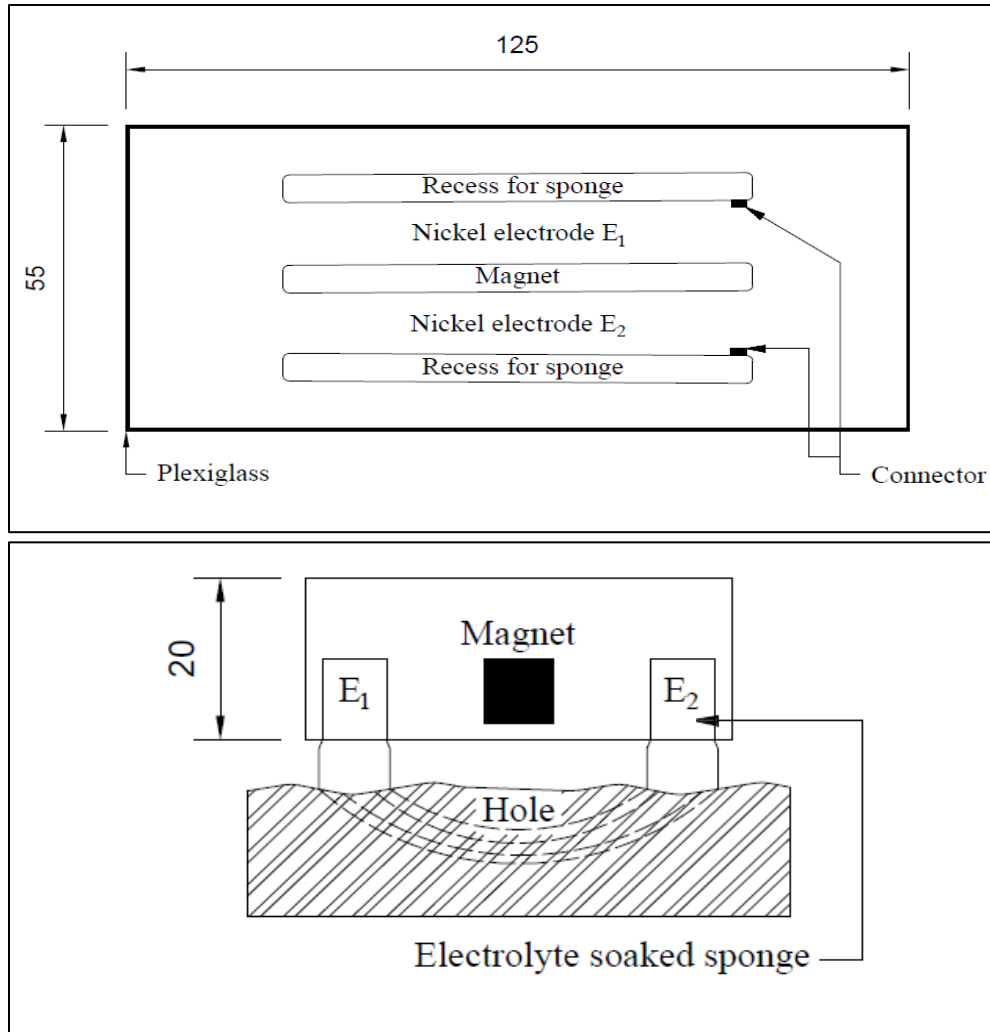 125
55
Recess for sponge
Nickel electrode E₁
Magnet
Nickel electrode E₂
Recess for sponge
Plexiglass
Connector
20
Magnet
E₁
E₂
Hole
Electrolyte soaked sponge